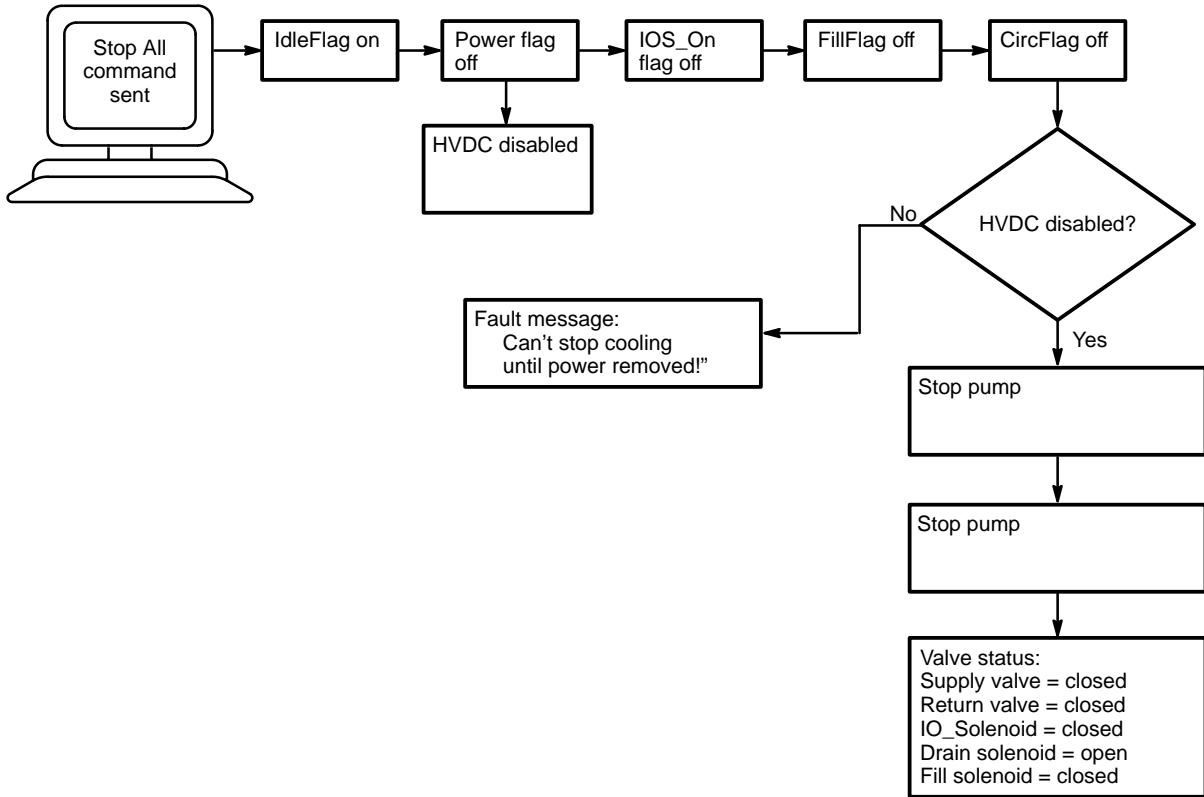 Stop All
command
sent
IdleFlag on
Power flag
off
IOS_On
flag off
FillFlag off
CircFlag off
HVDC disabled
HVDC disabled?
No
Yes
Fault message:
Can't stop cooling
until power removed!”
Stop pump
Stop pump
Valve status:
Supply valve = closed
Return valve = closed
IO_Solenoid = closed
Drain solenoid = open
Fill solenoid = closed